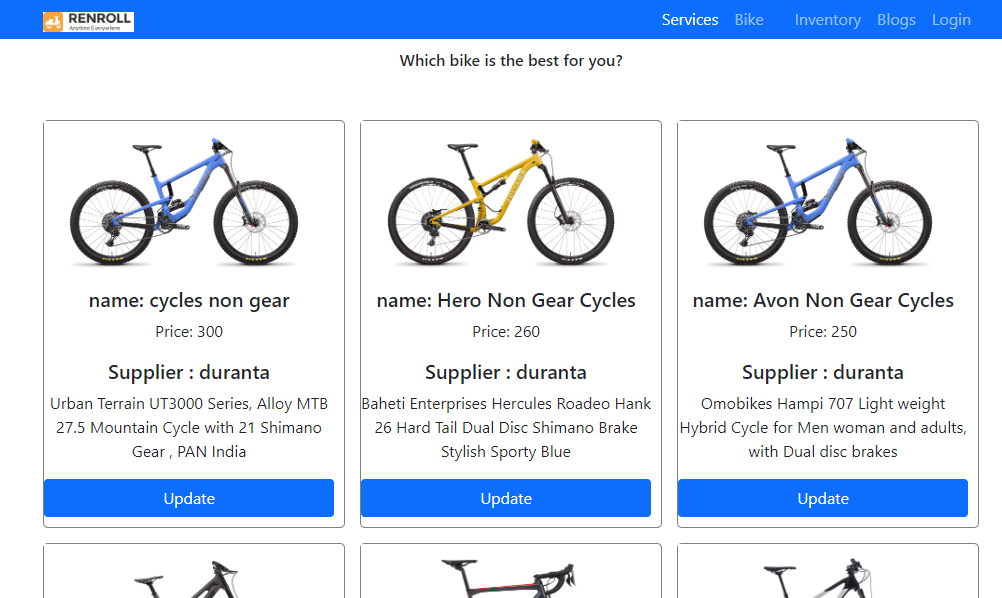 RENROLL
Anytime Everywhere
Services Bike Inventory Blogs Login
Which bike is the best for you?
name: cycles non gear
Price: 300
Supplier : duranta
Urban Terrain UT3000 Series, Alloy MTB
27.5 Mountain Cycle with 21 Shimano
Gear , PAN India
Update
name: Hero Non Gear Cycles
Price: 260
Supplier : duranta
Baheti Enterprises Hercules Roadeo Hank
26 Hard Tail Dual Disc Shimano Brake
Stylish Sporty Blue
Update
name: Avon Non Gear Cycles
Price: 250
Supplier : duranta
Omobikes Hampi 707 Light weight
Hybrid Cycle for Men woman and adults,
with Dual disc brakes
Update